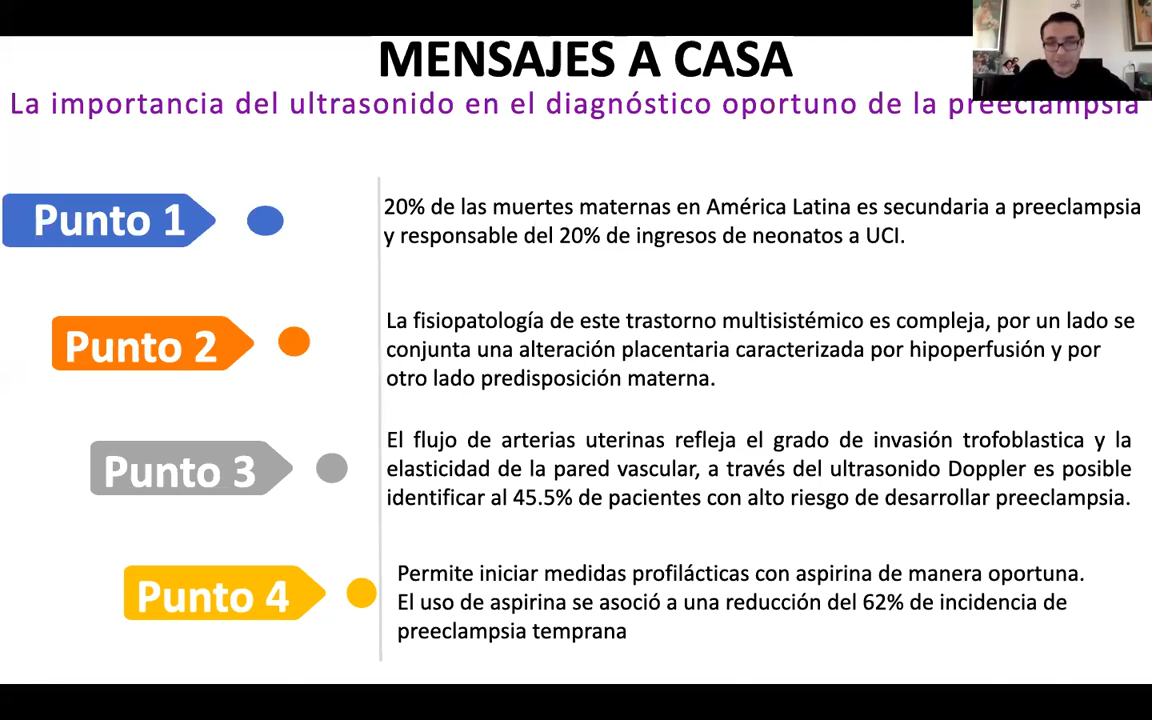 MENSAJES A CASA
La importancia del ultrasonido en el diagnóstico oportuno de la preeclampsia
Punto 1
20% de las muertes maternas en América Latina es secundaria a preeclampsia
y responsable del 20% de ingresos de neonatos a UCI.
Punto 2
La fisiopatología de este trastorno multisistémico es compleja, por un lado se
conjunta una alteración placentaria caracterizada por hipoperfusión y por
otro lado predisposición materna.
Punto 3
El flujo de arterias uterinas refleja el grado de invasión trofoblastica y la
elasticidad de la pared vascular, a través del ultrasonido Doppler es posible
identificar al 45.5% de pacientes con alto riesgo de desarrollar preeclampsia.
Punto 4
Permite iniciar medidas profilácticas con aspirina de manera oportuna.
El uso de aspirina se asoció a una reducción del 62% de incidencia de
preeclampsia temprana